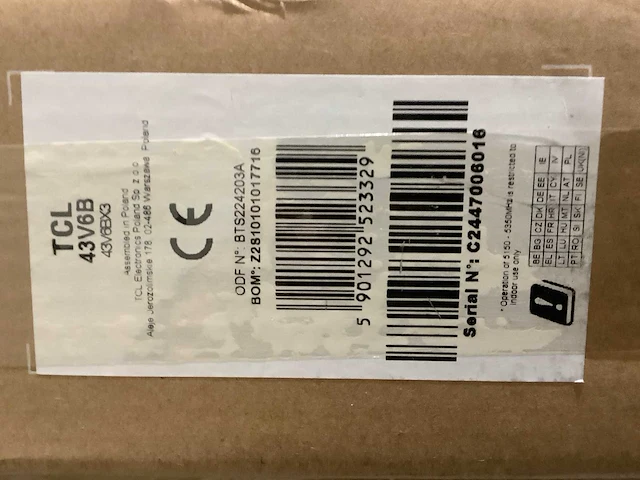 TCL
43V6B
43V6BX3
Assembled in Poland
TCL Electronics Poland Sp. z o.o.
Aleje Jerozolimskie 178, 02-486 Warszawa, Poland
CE
ODF N°: BTS224203A
BOM°: Z2810101017716
5 901292 523329
Serial N°: C2447006016
* Operation of 5150 - 5350MHz is restricted to
indoor use only
BE BG CZ DK DE EE IE
EL ES FR HR IT CY LV
LT LU HU MT NL AT PL
PT RO SI SK FI SE UK(NI)